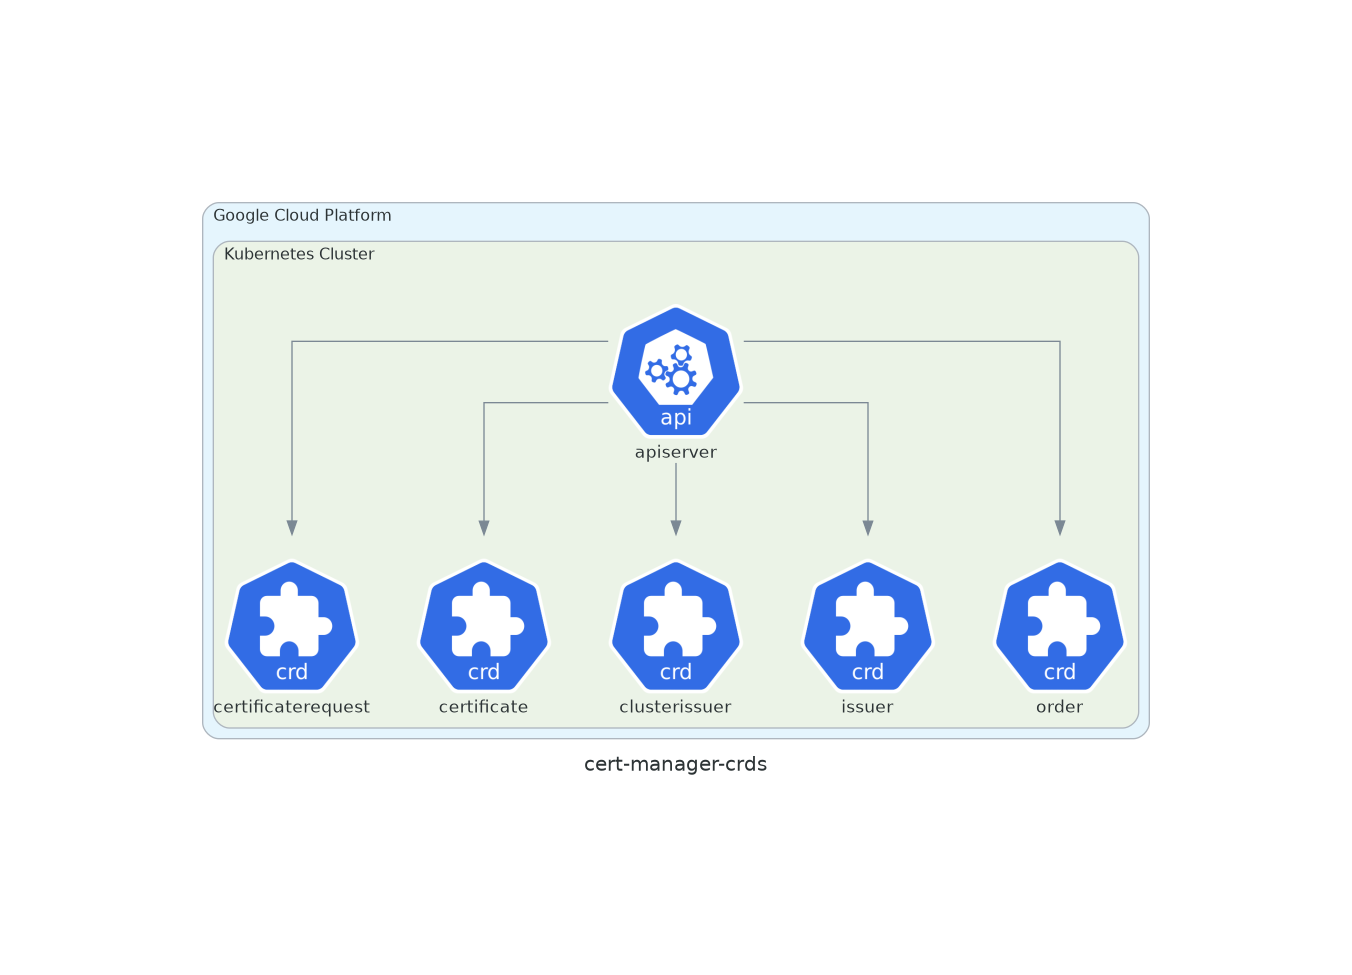 Google Cloud Platform
Kubernetes Cluster
api
apiserver
crd
certificaterequest
crd
certificate
crd
clusterissuer
crd
issuer
crd
order
cert-manager-crds